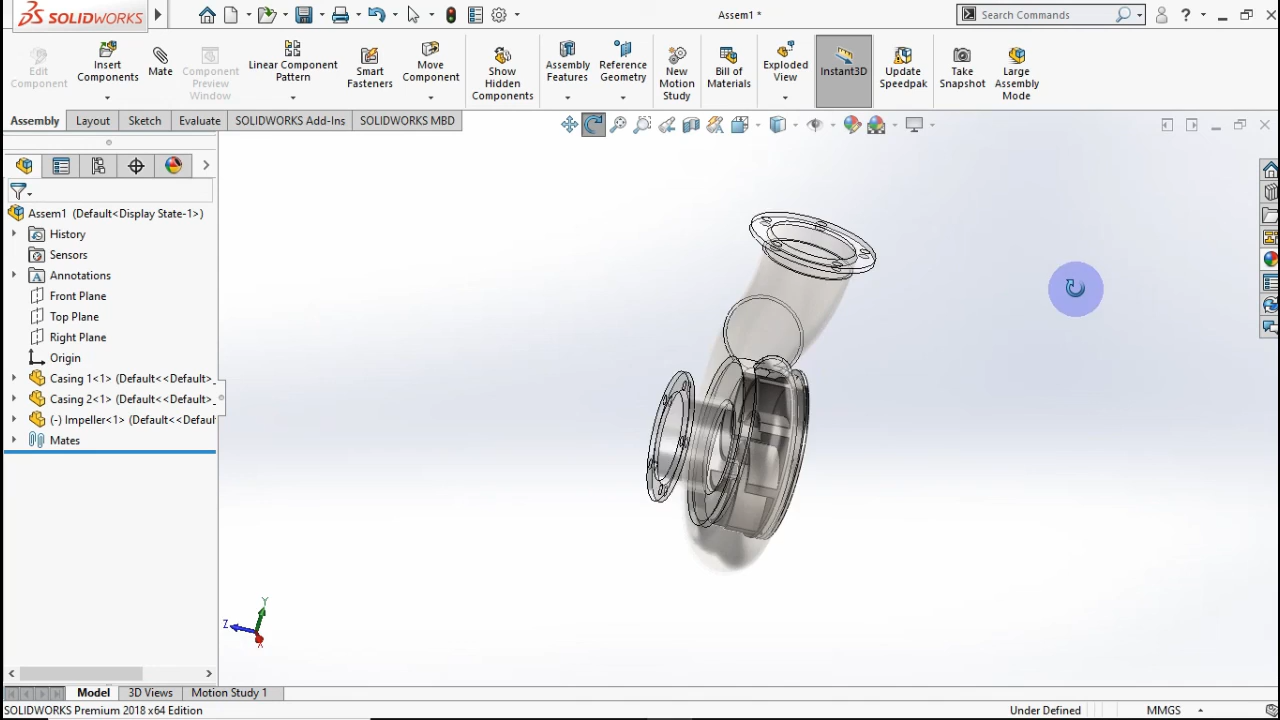 SOLIDWORKS
Assem1 *
Search Commands
Edit Component
Insert Components
Mate
Component Preview Window
Linear Component Pattern
Smart Fasteners
Move Component
Show Hidden Components
Assembly Features
Reference Geometry
New Motion Study
Bill of Materials
Exploded View
Instant3D
Update Speedpak
Take Snapshot
Large Assembly Mode
Assembly
Layout
Sketch
Evaluate
SOLIDWORKS Add-Ins
SOLIDWORKS MBD
Assem1 (Default<Display State-1>)
History
Sensors
Annotations
Front Plane
Top Plane
Right Plane
Origin
Casing 1<1> (Default<<Default>_
Casing 2<1> (Default<<Default>_
(-) Impeller<1> (Default<<Defaul
Mates
Y
Z
X
Model
3D Views
Motion Study 1
SOLIDWORKS Premium 2018 x64 Edition
Under Defined
MMGS